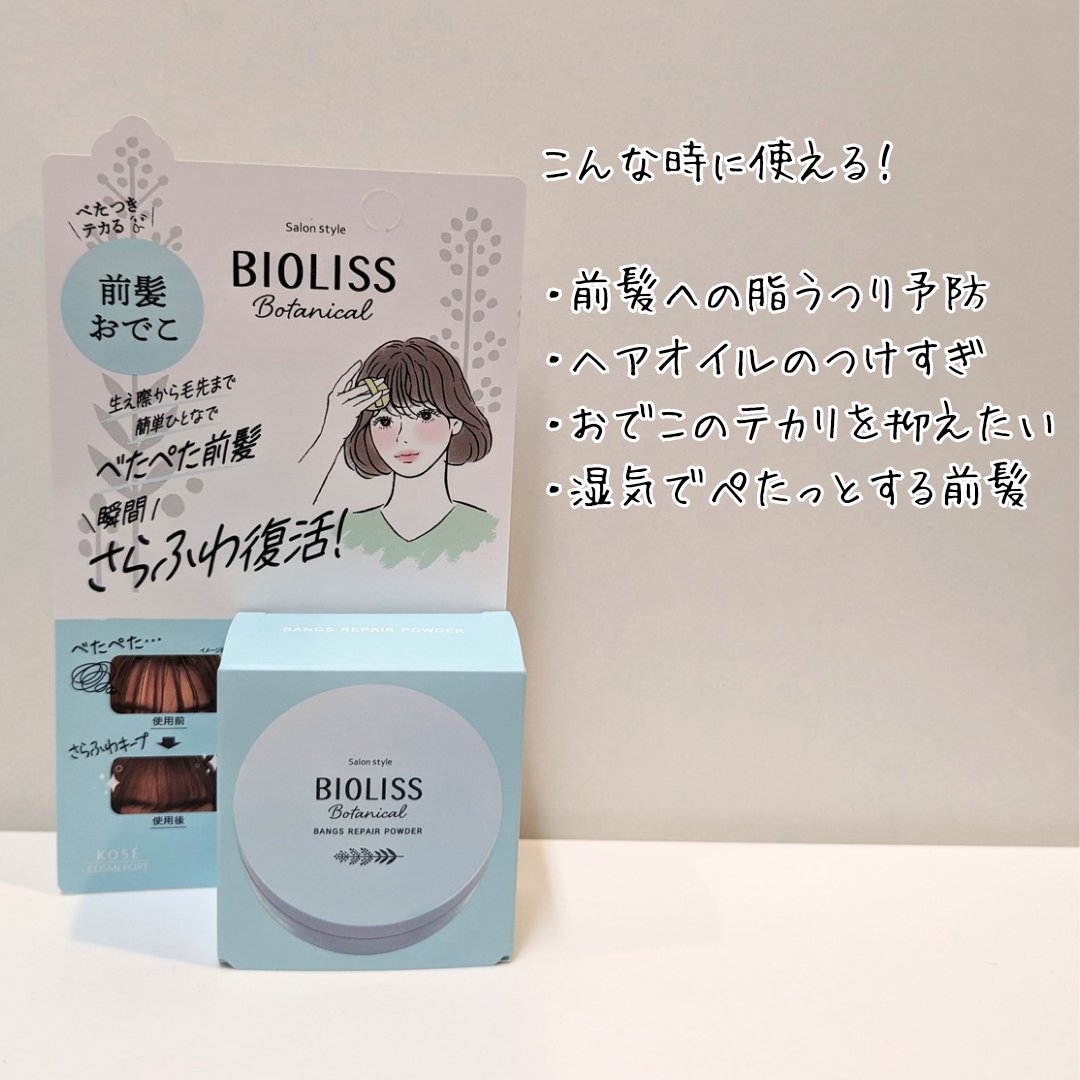 こんな時に使える!
・前髪への脂うつり予防
・ヘアオイルのつけすぎ
・おでこのテカリを抑えたい
・湿気でぺたっとする前髪
べたつき
テカる
前髪
おでこ
Salon style
BIOLISS
Botanical
生え際から毛先まで
簡単ひとなで
べたぺた前髪
\瞬間/
さらふわ復活!
べたぺた…
使用前
さらふわキープ
使用後
KOSÉ
COSMEPORT
BANGS REPAIR POWDER
Salon style
BIOLISS
Botanical
BANGS REPAIR POWDER